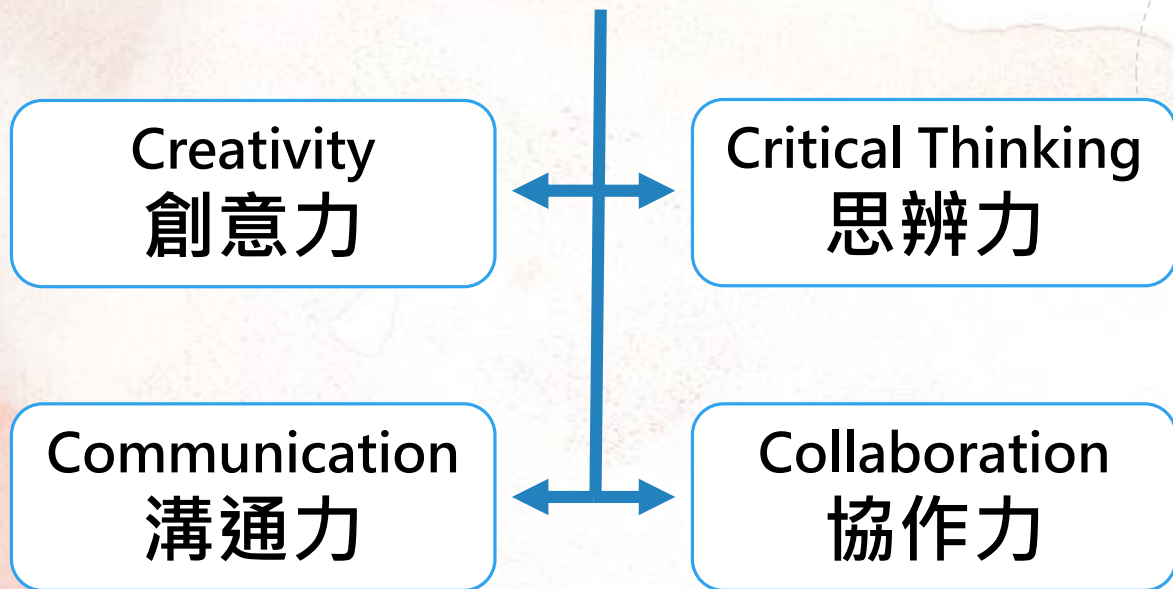 Creativity
創意力
Critical Thinking
思辨力
Communication
溝通力
Collaboration
協作力